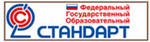 Федеральный
Государственный
Образовательный
СТАНДАРТ